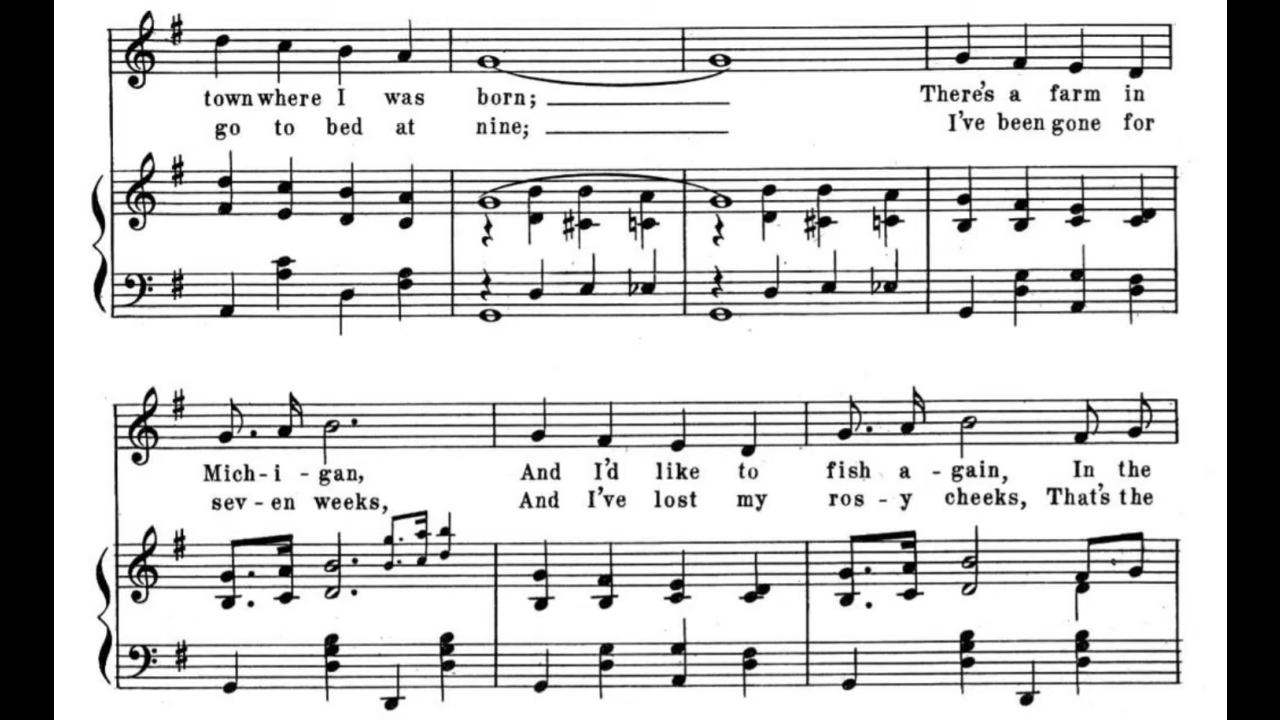 town where I was born; There's a farm in
go to bed at nine; I've been gone for
Mich-i-gan, And I'd like to fish a-gain, In the
sev-en weeks, And I've lost my ros-y cheeks, That's the